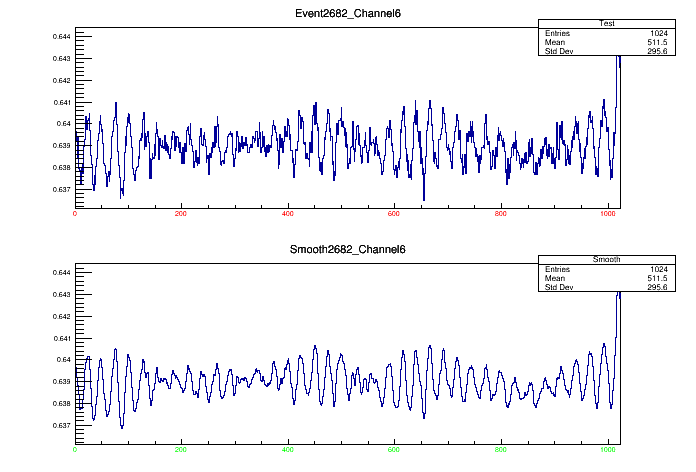 Event2682_Channel6
Test
Entries 1024
Mean 511.5
Std Dev 295.6
0.644
0.643
0.642
0.641
0.64
0.639
0.638
0.637
0 200 400 600 800 1000
Smooth2682_Channel6
Smooth
Entries 1024
Mean 511.5
Std Dev 295.6
0.644
0.643
0.642
0.641
0.64
0.639
0.638
0.637
0 200 400 600 800 1000